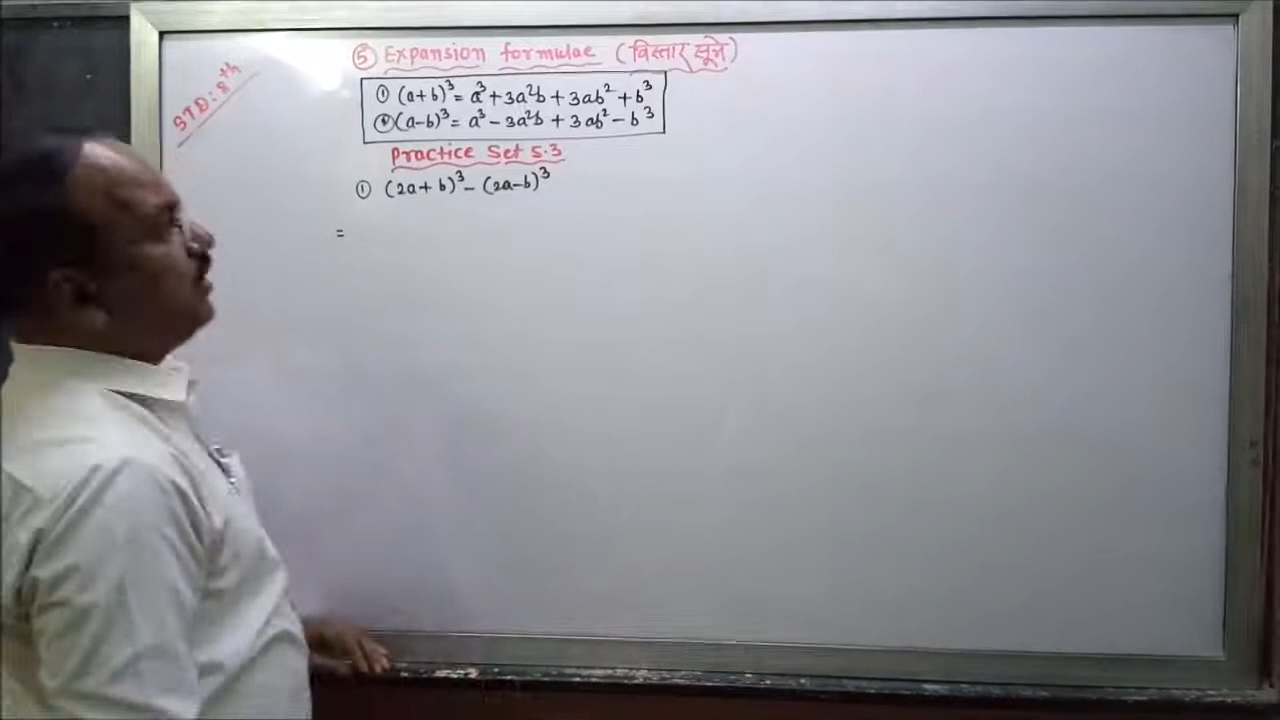 ⑤ Expansion formulae (विस्तार सूत्रे)
STD: 8th
① (a+b)³ = a³ + 3a²b + 3ab² + b³
② (a-b)³ = a³ - 3a²b + 3ab² - b³
Practice Set 5.3
① (2a+b)³ - (2a-b)³
=